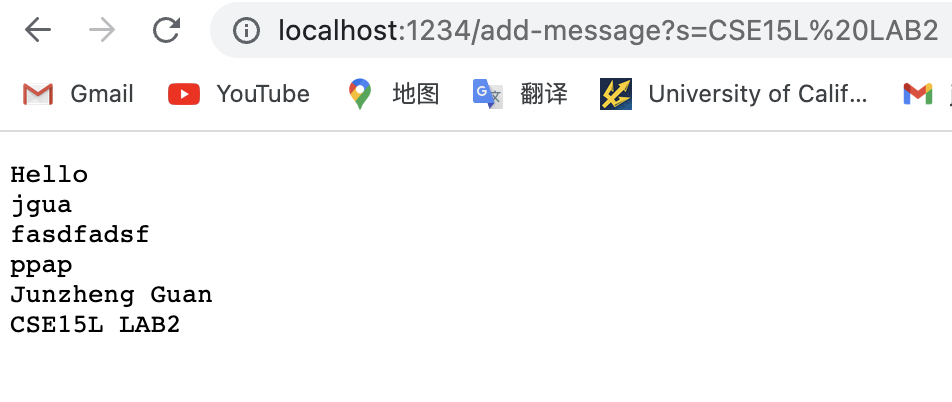 localhost:1234/add-message?s=CSE15L%20LAB2
Gmail YouTube 地图 翻译 University of Calif...
Hello
jgua
fasdfadsf
ppap
Junzheng Guan
CSE15L LAB2